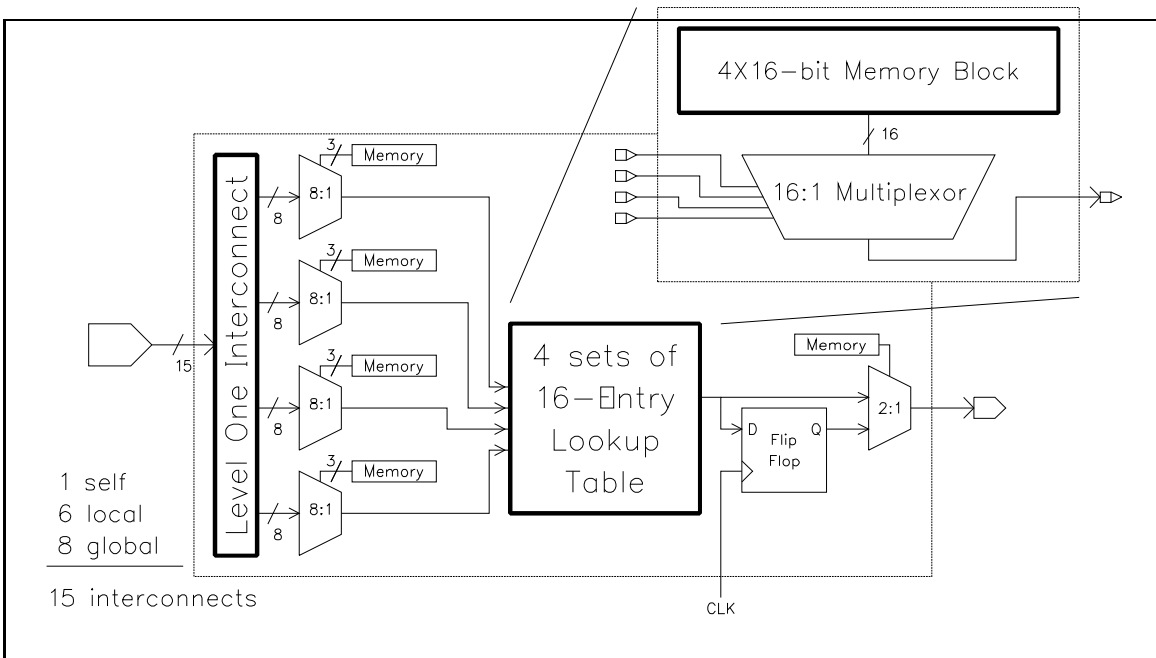 4X16-bit Memory Block
16
16:1 Multiplexor
3
Memory
8:1
8
3
Memory
8:1
8
3
Memory
8:1
8
3
Memory
8:1
8
Level One Interconnect
15
4 sets of
16-Entry
Lookup
Table
Memory
2:1
D
Q
Flip
Flop
CLK
1 self
6 local
8 global
15 interconnects